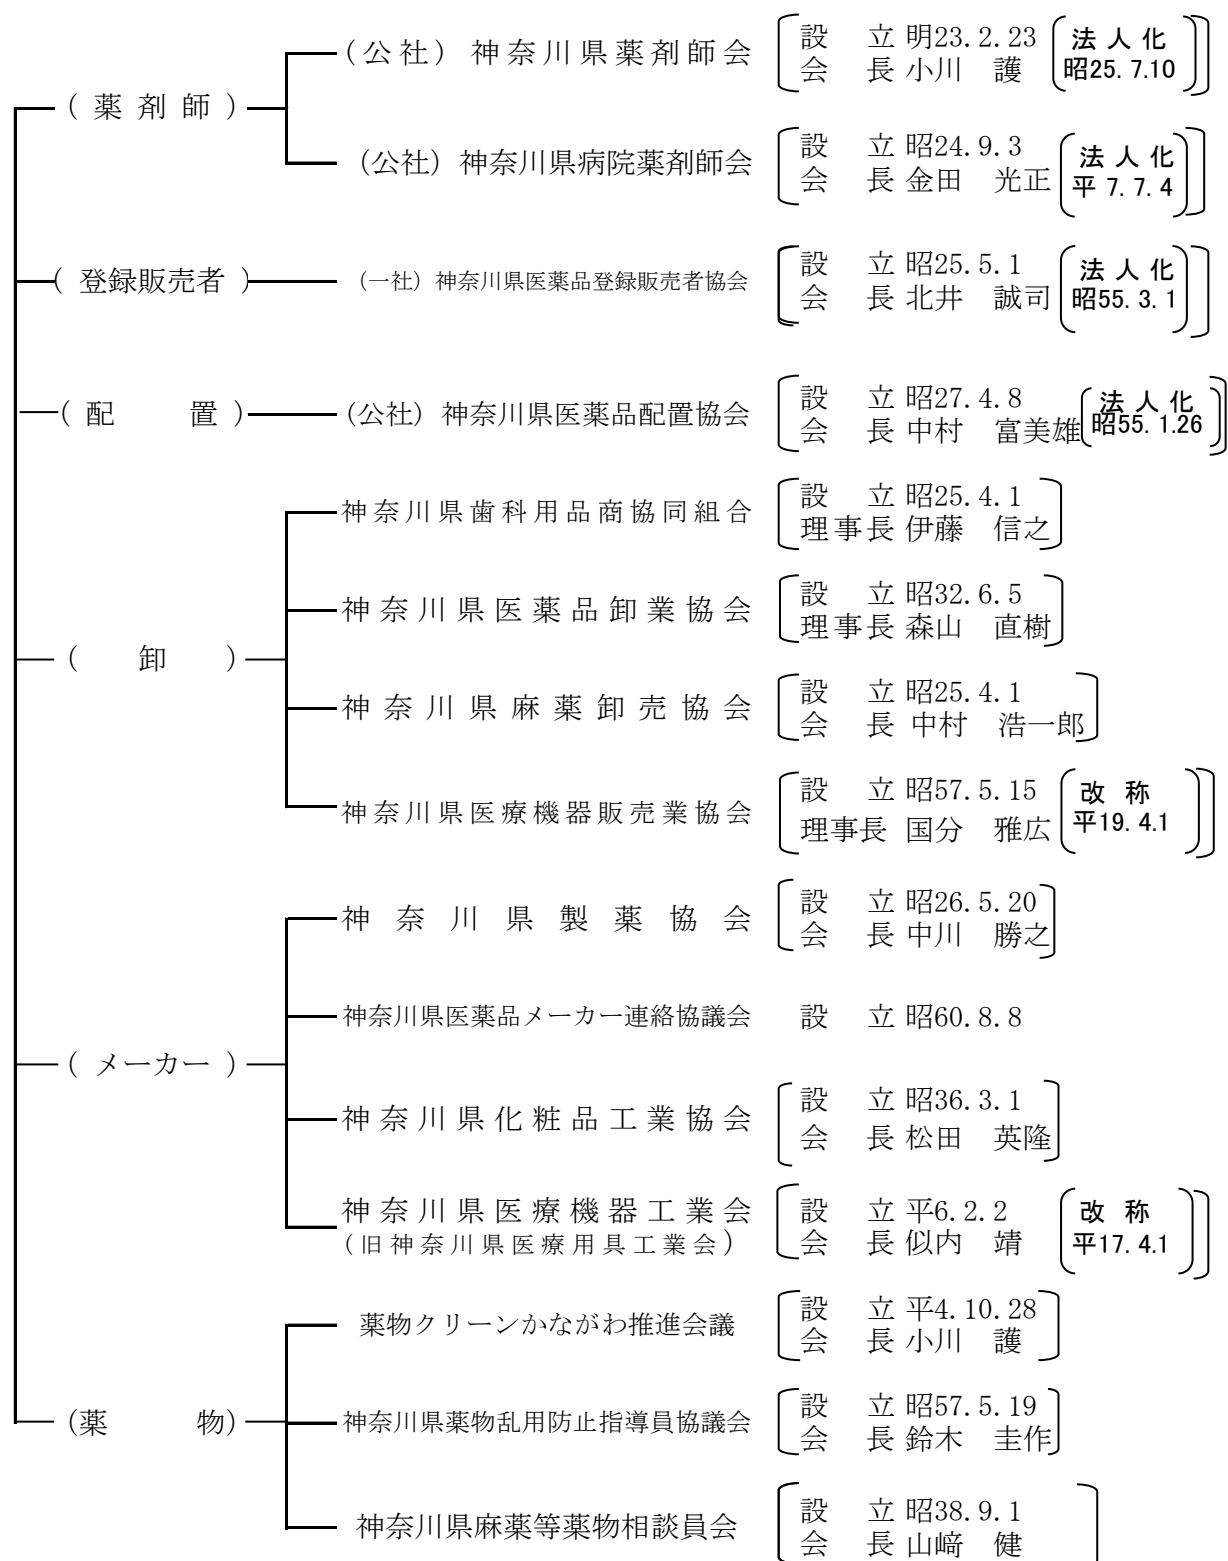 (薬剤師)
(公社) 神奈川県薬剤師会
設 立 明23.2.23
会 長 小川 護
法人化
昭25.7.10
(公社) 神奈川県病院薬剤師会
設 立 昭24.9.3
会 長 金田 光正
法人化
平 7.7.4
(登録販売者)
(一社) 神奈川県医薬品登録販売者協会
設 立 昭25.5.1
会 長 北井 誠司
法人化
昭55.3.1
(配 置)
(公社) 神奈川県医薬品配置協会
設 立 昭27.4.8
会 長 中村 富美雄
法人化
昭55.1.26
(卸)
神奈川県歯科用品商協同組合
設 立 昭25.4.1
理事長 伊藤 信之
神奈川県医薬品卸業協会
設 立 昭32.6.5
理事長 森山 直樹
神奈川県麻薬卸売協会
設 立 昭25.4.1
会 長 中村 浩一郎
神奈川県医療機器販売業協会
設 立 昭57.5.15
理事長 国分 雅広
改 称
平19.4.1
(メーカー)
神奈川県製薬協会
設 立 昭26.5.20
会 長 中川 勝之
神奈川県医薬品メーカー連絡協議会
設 立 昭60.8.8
神奈川県化粧品工業協会
設 立 昭36.3.1
会 長 松田 英隆
神奈川県医療機器工業会
(旧神奈川県医療用具工業会)
設 立 平6.2.2
会 長 似内 靖
改 称
平17.4.1
(薬 物)
薬物クリーンかながわ推進会議
設 立 平4.10.28
会 長 小川 護
神奈川県薬物乱用防止指導員協議会
設 立 昭57.5.19
会 長 鈴木 圭作
神奈川県麻薬等薬物相談員会
設 立 昭38.9.1
会 長 山﨑 健